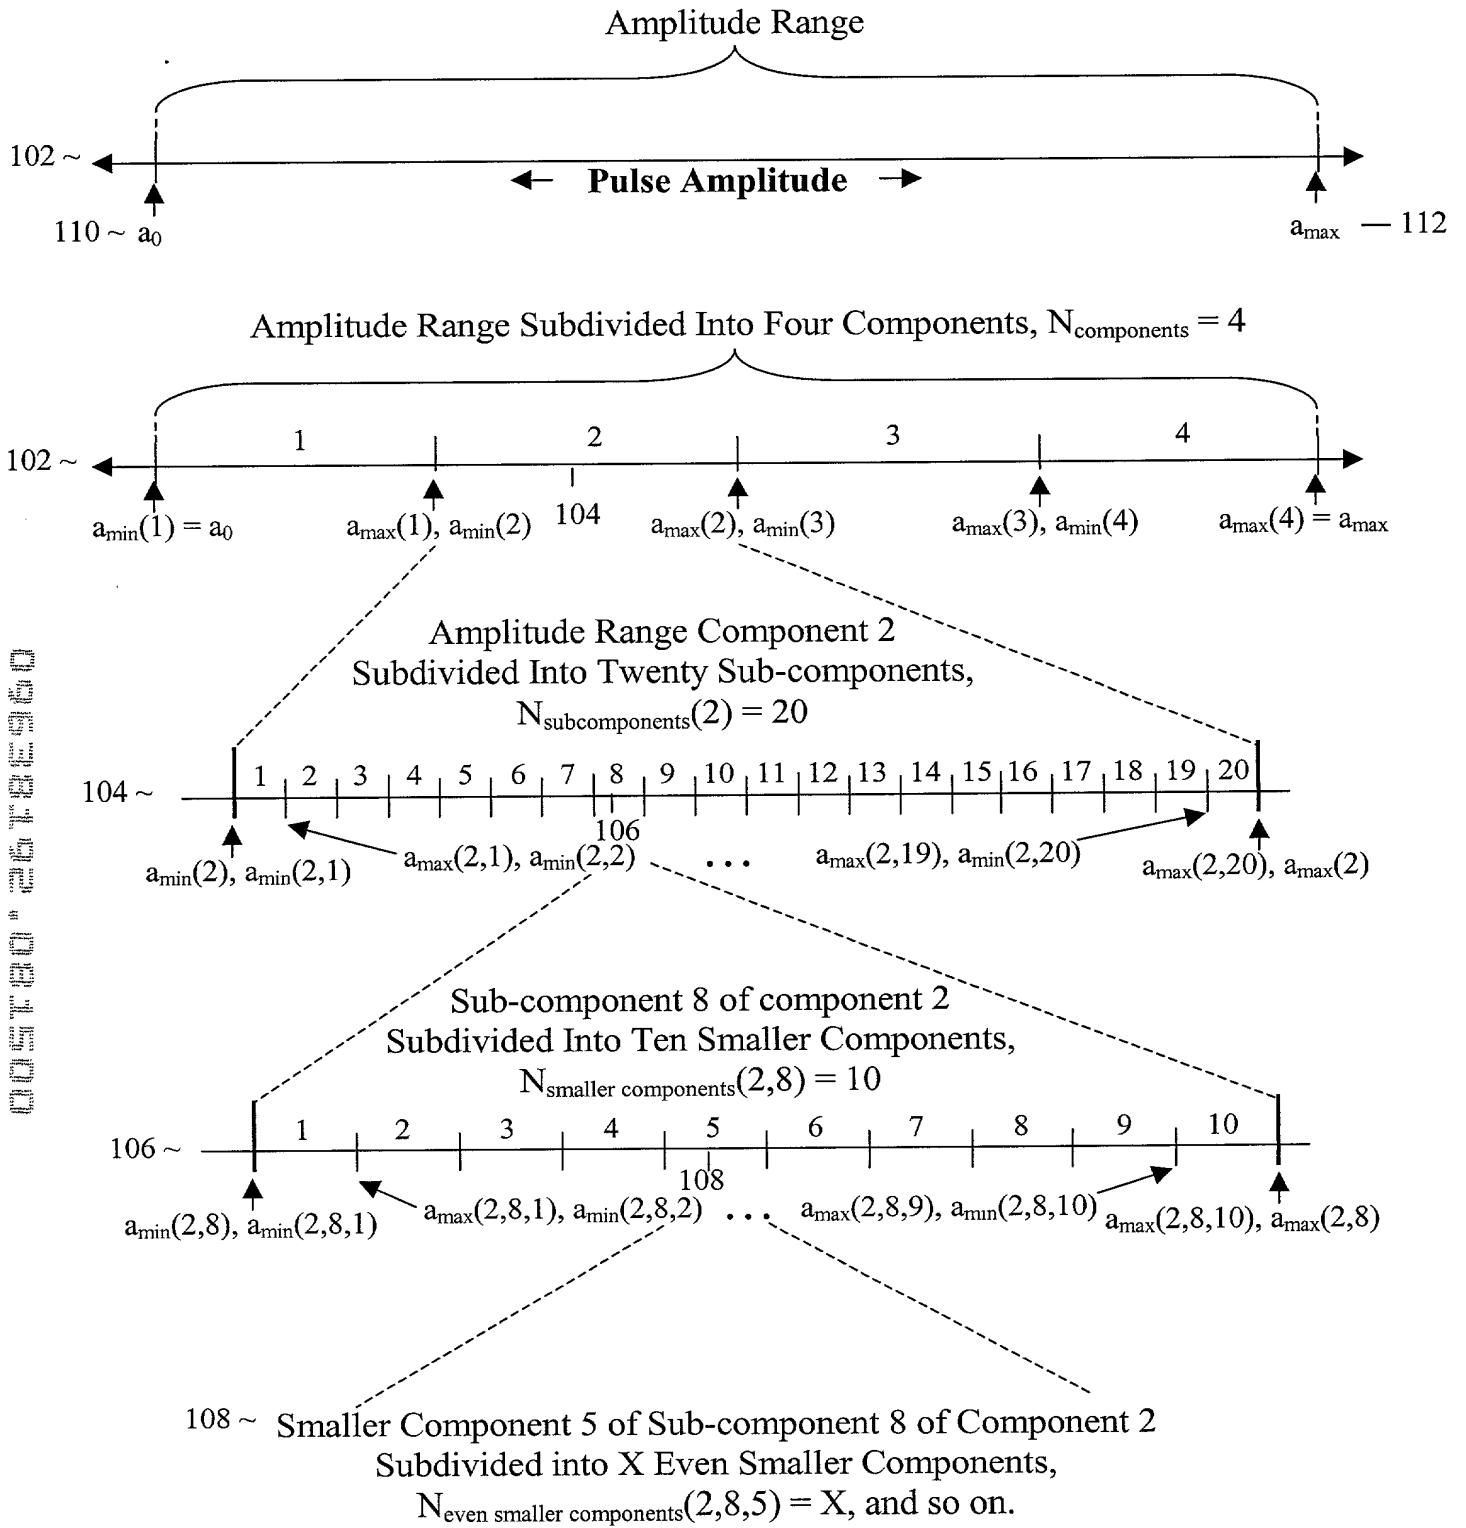 Amplitude Range
102 ~
Pulse Amplitude
110 ~ a0
amax — 112
Amplitude Range Subdivided Into Four Components, Ncomponents = 4
1 2 3 4
102 ~
104
amin(1) = a0 amax(1), amin(2) amax(2), amin(3) amax(3), amin(4) amax(4) = amax
Amplitude Range Component 2
Subdivided Into Twenty Sub-components,
Nsubcomponents(2) = 20
1 2 3 4 5 6 7 8 9 10 11 12 13 14 15 16 17 18 19 20
104 ~
106
amin(2), amin(2,1) amax(2,1), amin(2,2) ... amax(2,19), amin(2,20) amax(2,20), amax(2)
Sub-component 8 of component 2
Subdivided Into Ten Smaller Components,
Nsmaller components(2,8) = 10
1 2 3 4 5 6 7 8 9 10
106 ~
108
amin(2,8), amin(2,8,1) amax(2,8,1), amin(2,8,2) ... amax(2,8,9), amin(2,8,10) amax(2,8,10), amax(2,8)
108 ~ Smaller Component 5 of Sub-component 8 of Component 2
Subdivided into X Even Smaller Components,
Neven smaller components(2,8,5) = X, and so on.